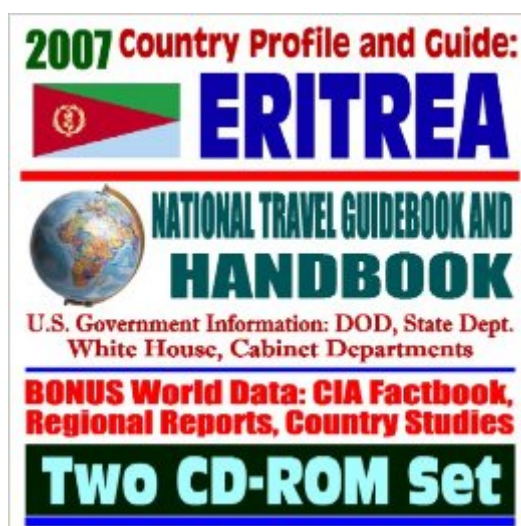 2007 Country Profile and Guide:
ERITREA
NATIONAL TRAVEL GUIDEBOOK AND
HANDBOOK
U.S. Government Information: DOD, State Dept.
White House, Cabinet Departments
BONUS World Data: CIA Factbook,
Regional Reports, Country Studies
Two CD-ROM Set